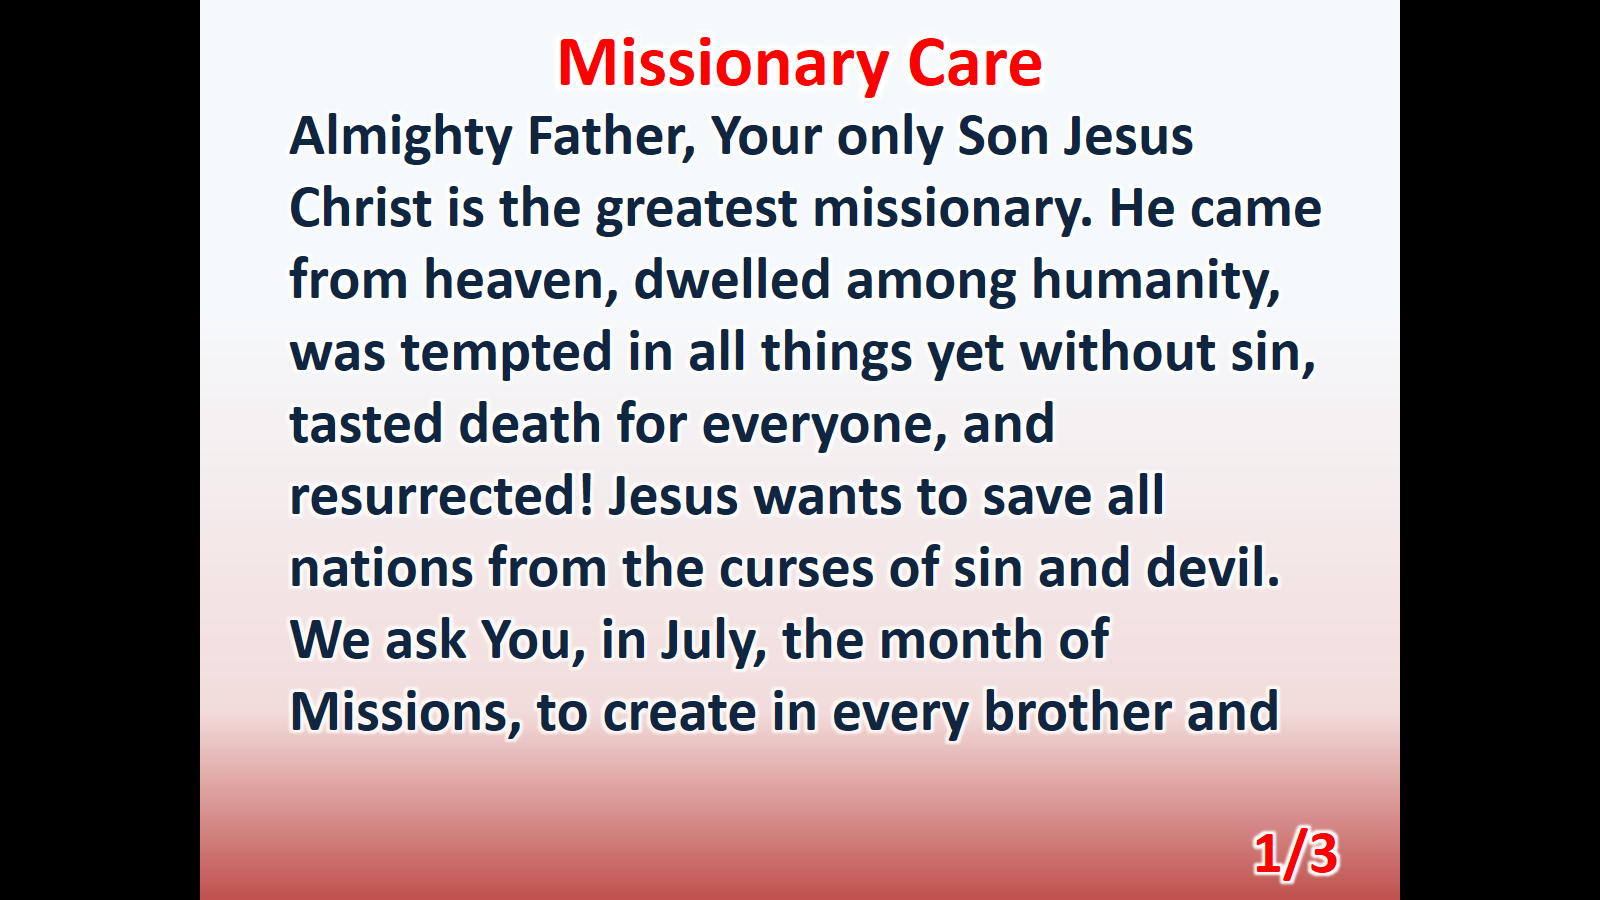 Missionary Care
Almighty Father, Your only Son Jesus
Christ is the greatest missionary. He came
from heaven, dwelled among humanity,
was tempted in all things yet without sin,
tasted death for everyone, and
resurrected! Jesus wants to save all
nations from the curses of sin and devil.
We ask You, in July, the month of
Missions, to create in every brother and
1/3